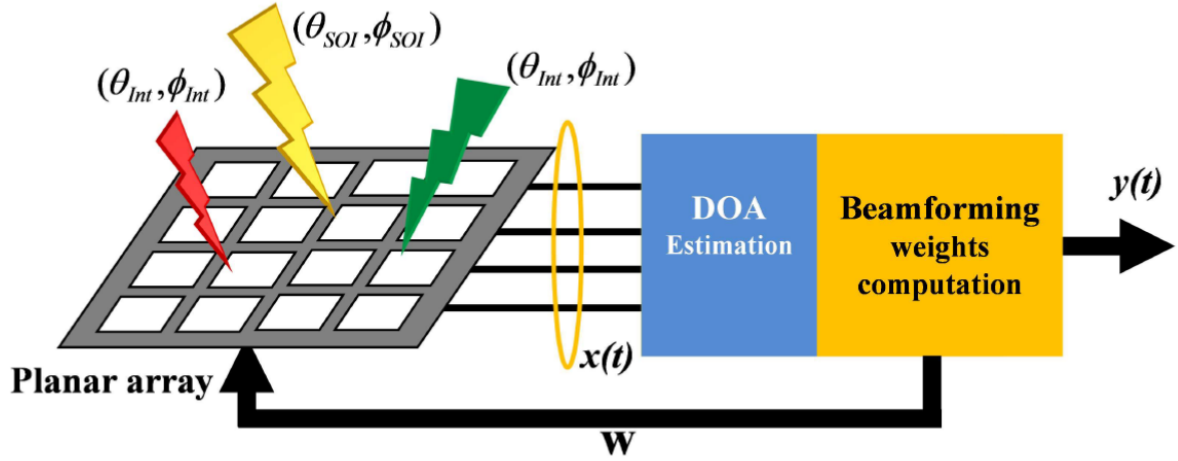 (θSOI,ϕSOI)
(θInt,ϕInt)
(θInt,ϕInt)
DOA
Estimation
Beamforming
weights
computation
y(t)
x(t)
Planar array
W